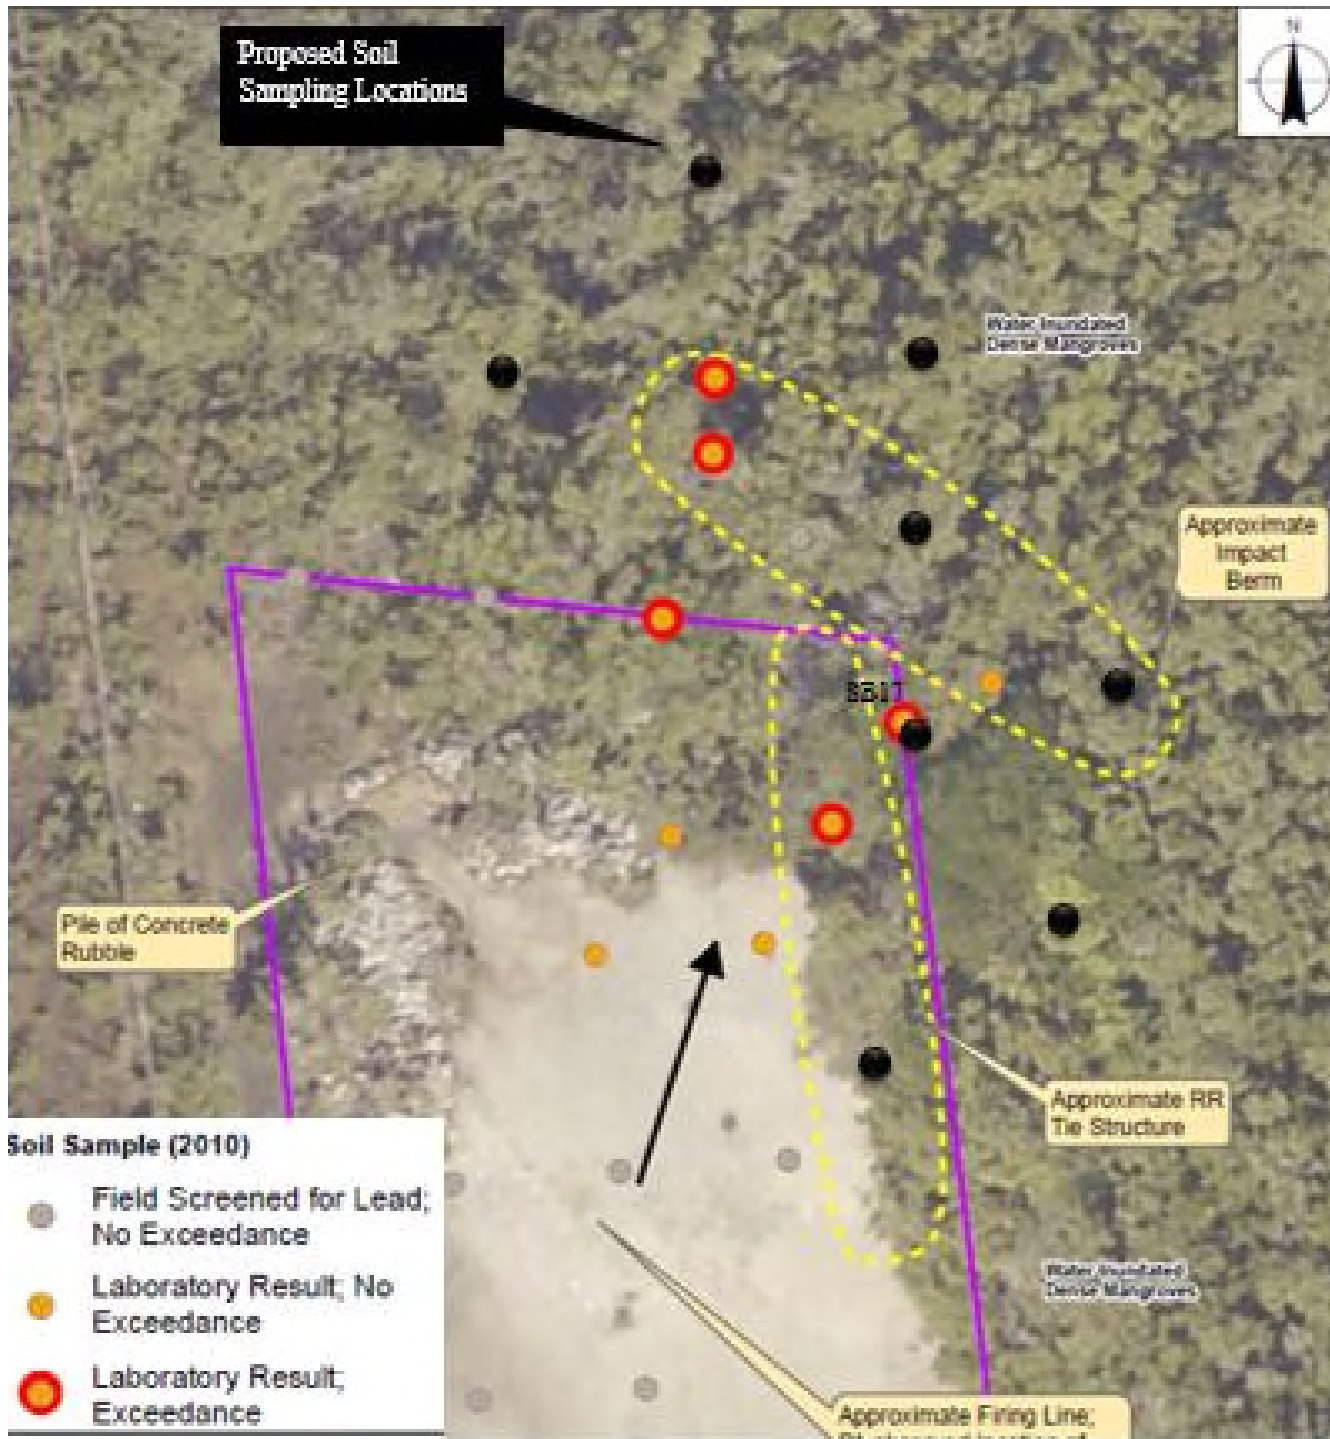 Proposed Soil
Sampling Locations
N
Water Inundated
Dense Mangroves
Approximate
Impact
Berm
SB17
Pile of Concrete
Rubble
Approximate RR
Tie Structure
Soil Sample (2010)
Field Screened for Lead;
No Exceedance
Laboratory Result; No
Exceedance
Laboratory Result;
Exceedance
Water Inundated
Dense Mangroves
Approximate Firing Line;